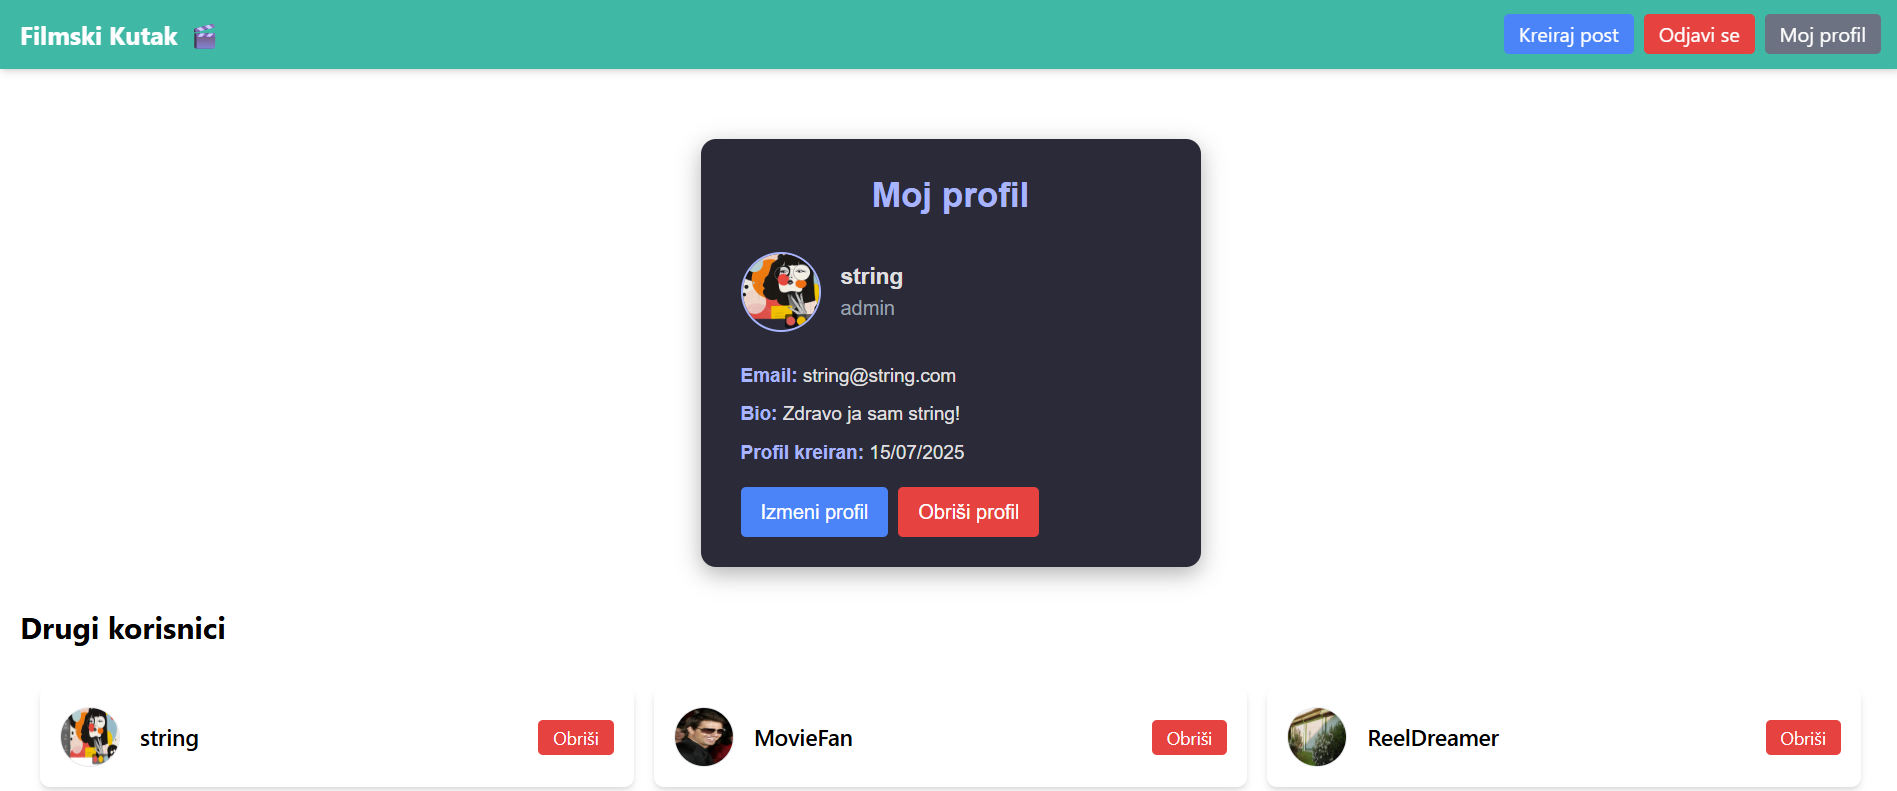 Filmski Kutak
Kreiraj post
Odjavi se
Moj profil
Moj profil
string
admin
Email: string@string.com
Bio: Zdravo ja sam string!
Profil kreiran: 15/07/2025
Izmeni profil
Obriši profil
Drugi korisnici
string
Obriši
MovieFan
Obriši
ReelDreamer
Obriši